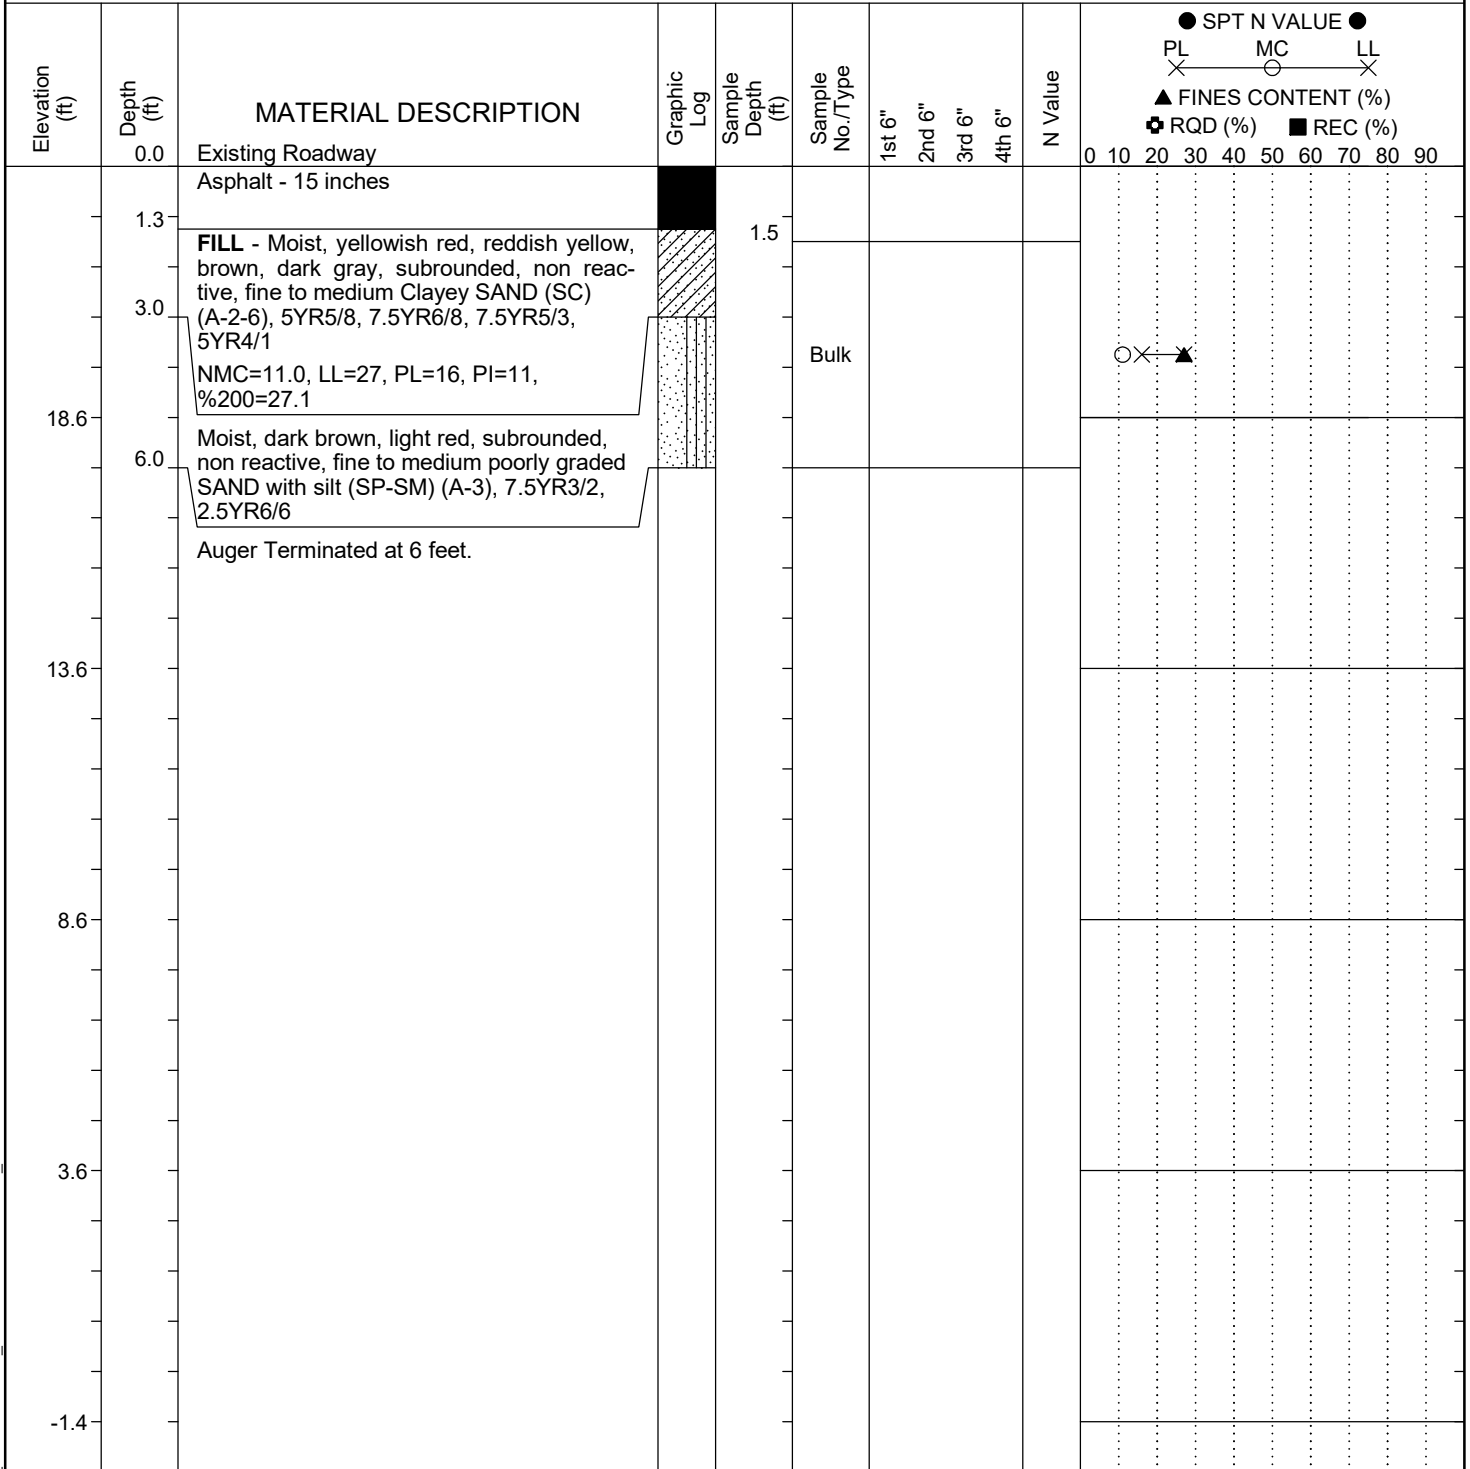 ● SPT N VALUE ●
PL MC LL
▲ FINES CONTENT (%)
RQD (%) ■ REC (%)
0 10 20 30 40 50 60 70 80 90
Elevation
(ft)
Depth
(ft)
MATERIAL DESCRIPTION
Graphic
Log
Sample
Depth
(ft)
Sample
No./Type
1st 6"
2nd 6"
3rd 6"
4th 6"
N Value
0.0 Existing Roadway
Asphalt - 15 inches
1.3
1.5
FILL - Moist, yellowish red, reddish yellow,
brown, dark gray, subrounded, non reac-
tive, fine to medium Clayey SAND (SC)
3.0
(A-2-6), 5YR5/8, 7.5YR6/8, 7.5YR5/3,
5YR4/1
Bulk
NMC=11.0, LL=27, PL=16, PI=11,
%200=27.1
18.6
Moist, dark brown, light red, subrounded,
6.0 non reactive, fine to medium poorly graded
SAND with silt (SP-SM) (A-3), 7.5YR3/2,
2.5YR6/6
Auger Terminated at 6 feet.
13.6
8.6
3.6
-1.4